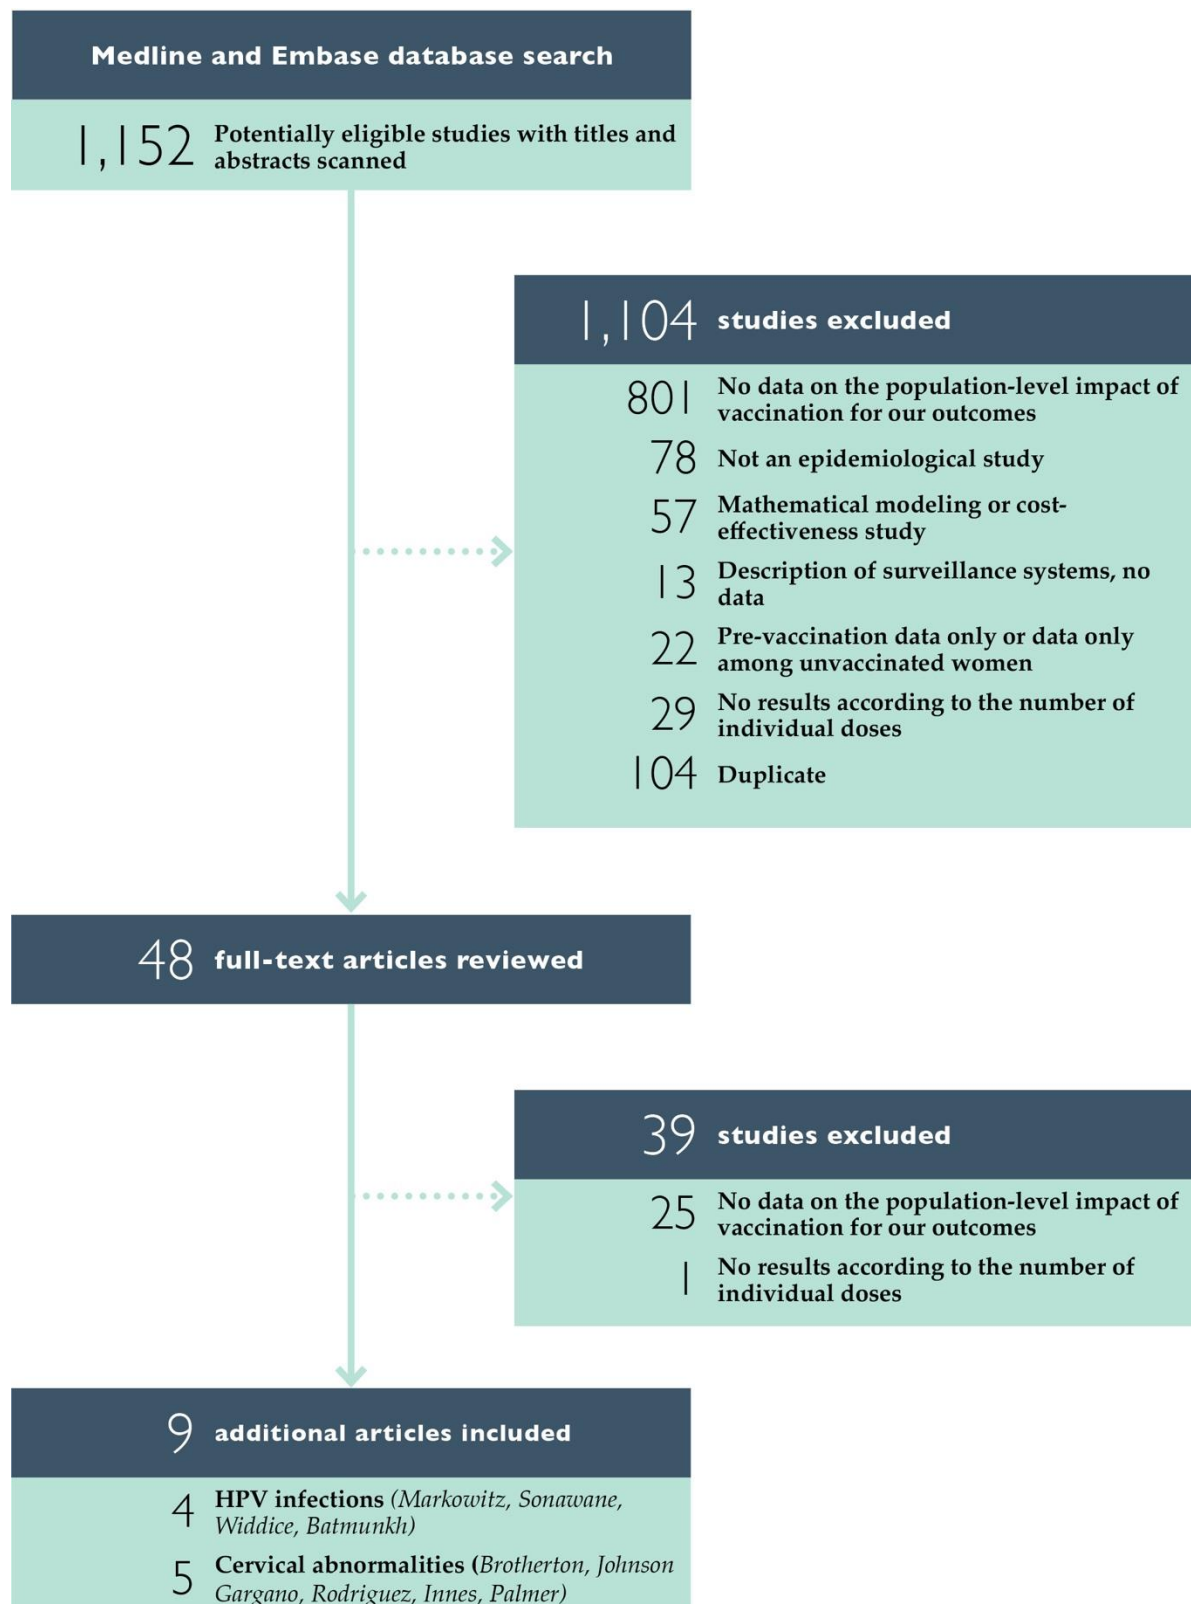 Medline and Embase database search
1,152 Potentially eligible studies with titles and
abstracts scanned
1,104 studies excluded
801 No data on the population-level impact of
vaccination for our outcomes
78 Not an epidemiological study
57 Mathematical modeling or cost-
effectiveness study
13 Description of surveillance systems, no
data
22 Pre-vaccination data only or data only
among unvaccinated women
29 No results according to the number of
individual doses
104 Duplicate
48 full-text articles reviewed
39 studies excluded
25 No data on the population-level impact of
vaccination for our outcomes
1 No results according to the number of
individual doses
9 additional articles included
4 HPV infections (Markowitz, Sonawane,
Widdice, Batmunkh)
5 Cervical abnormalities (Brotherton, Johnson
Gargano, Rodriguez, Innes, Palmer)